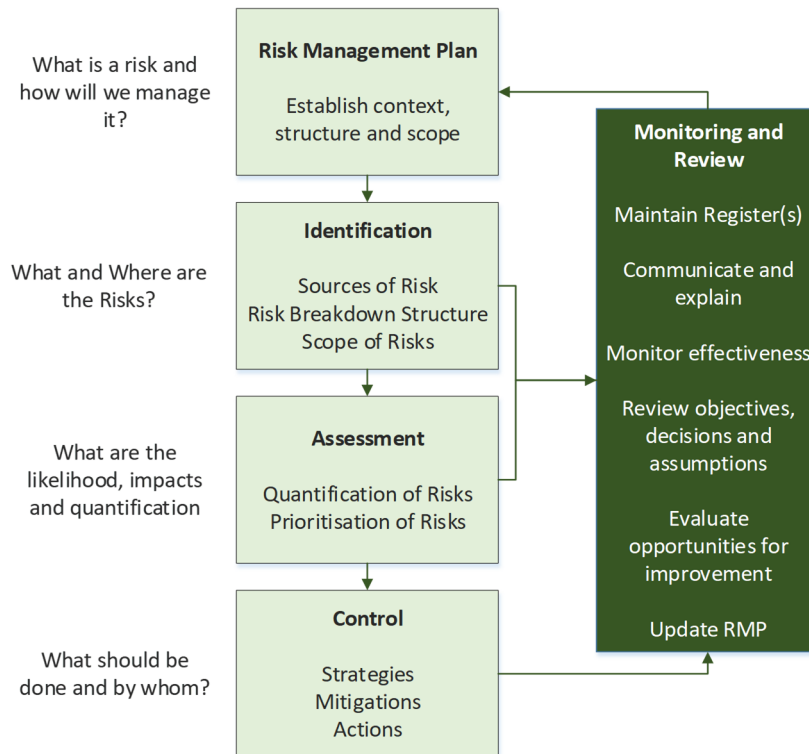 What is a risk and
how will we manage
it?
Risk Management Plan
Establish context,
structure and scope
What and Where are
the Risks?
Identification
Sources of Risk
Risk Breakdown Structure
Scope of Risks
What are the
likelihood, impacts
and quantification
Assessment
Quantification of Risks
Prioritisation of Risks
What should be
done and by whom?
Control
Strategies
Mitigations
Actions
Monitoring and
Review
Maintain Register(s)
Communicate and
explain
Monitor effectiveness
Review objectives,
decisions and
assumptions
Evaluate
opportunities for
improvement
Update RMP